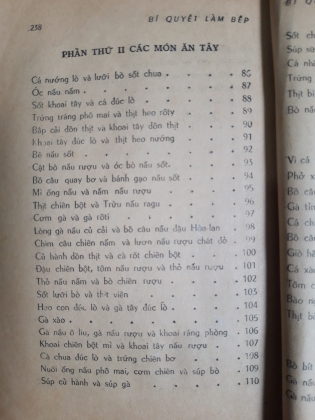 258
BÍ QUYẾT LÀM BẾP
PHẦN THỨ II CÁC MÓN ĂN TÂY
Cá nướng lò và lưỡi bò sốt chua 86
Óc nấu nấm 87
Sốt khoai tây và cá đúc lò 88
Trứng tráng phô mai và thịt heo rôty 89
Bắp cải dồn thịt và khoai tây dồn thịt 90
Khoai tây đúc lò và thịt heo nướng 91
Bê nấu sốt 92
Cật bò nấu rượu và óc bò nấu sốt 93
Bồ câu quay bơ và bánh gạo nấu sốt 94
Mì ống nấu và nấm nấu rượu 95
Thịt chiên bột và Trừu nấu ragu 96
Cơm gà và gà rôti 97
Lòng gà nấu củ cải và bồ câu nấu đậu Hòa lan 98
Chim câu chiên nấm và lươn nấu rượu chát đỏ 99
Củ hành dồn thịt và cà rốt chiên bột 100
Đậu chiên bột, tôm nấu rượu và thỏ nấu rượu 101
Thỏ nấu nấm và bò chiên 102
Sốt lưỡi bò và thịt viên 103
Heo con đúc lò và gà tây đúc lò 104
Gà xào 105
Gà nấu ô liu, gà nấu rượu và khoai ráng phòng 106
Khoai chiên bột mì và khoai tây nấu rượu 107
Cà chua đúc lò và trứng chiên bơ 108
Nuôi ống nấu phô mai, cơm chiên và súp bò 109
Súp củ hành và súp gà 110